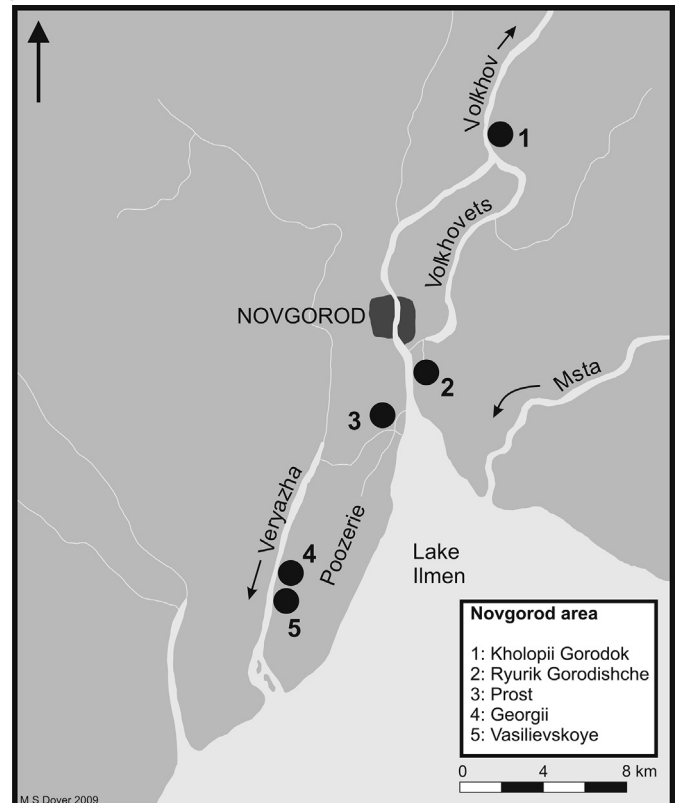 Volkhov
1
Volkhovets
NOVGOROD
2
Msta
3
Veryazha
Poozerie
4
5
Lake
Ilmen
Novgorod area
1: Kholopii Gorodok
2: Ryurik Gorodishche
3: Prost
4: Georgii
5: Vasilievskoye
0 4 8 km
M S Dover 2009